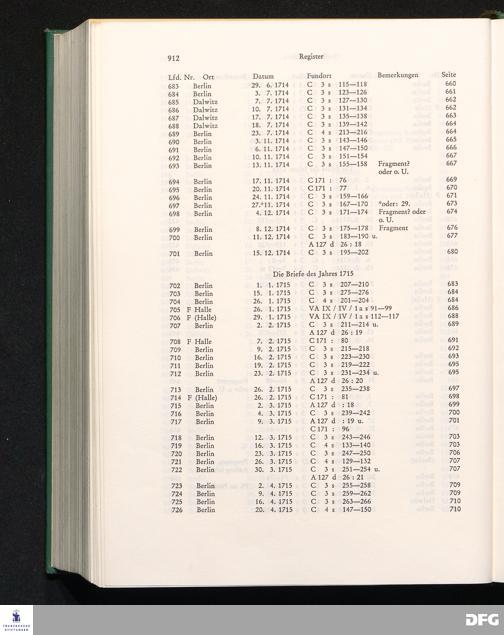 912 Register
Lfd. Nr. Ort Datum Fundort Bemerkungen Seite
683 Berlin 29. 6. 1714 C 3 s 115—118 660
684 Berlin 3. 7. 1714 C 3 s 123—126 661
685 Dalwitz 7. 7. 1714 C 3 s 127—130 662
686 Dalwitz 10. 7. 1714 C 3 s 131—134 662
687 Dalwitz 17. 7. 1714 C 3 s 135—138 663
688 Dalwitz 18. 7. 1714 C 3 s 139—142 664
689 Berlin 23. 7. 1714 C 4 s 213—216 664
690 Berlin 3. 11. 1714 C 3 s 143—146 665
691 Berlin 6. 11. 1714 C 3 s 147—150 666
692 Berlin 10. 11. 1714 C 3 s 151—154 667
693 Berlin 13. 11. 1714 C 3 s 155—158 Fragment? 667
oder o. U.
694 Berlin 17. 11. 1714 C 171 : 76 669
695 Berlin 20. 11. 1714 C 171 : 77 670
696 Berlin 24. 11. 1714 C 3 s 159—166 671
697 Berlin 27.*11. 1714 C 3 s 167—170 *oder: 29. 673
698 Berlin 4. 12. 1714 C 3 s 171—174 Fragment? oder 674
o. U.
699 Berlin 8. 12. 1714 C 3 s 175—178 Fragment 676
700 Berlin 11. 12. 1714 C 3 s 183—190 u. 677
A 127 d 26 : 18
701 Berlin 15. 12. 1714 C 3 s 195—202 680
Die Briefe des Jahres 1715
702 Berlin 1. 1. 1715 C 3 s 207—210 683
703 Berlin 15. 1. 1715 C 3 s 275—276 684
704 Berlin 26. 1. 1715 C 4 s 201—204 684
705 F Halle 26. 1. 1715 VA IX / IV / 1 a s 91—99 686
706 F (Halle) 29. 1. 1715 VA IX / IV / 1 a s 112—117 688
707 Berlin 2. 2. 1715 C 3 s 211—214 u. 689
A 127 d 26 : 19
708 F Halle 7. 2. 1715 C 171 : 80 691
709 Berlin 9. 2. 1715 C 3 s 215—218 692
710 Berlin 16. 2. 1715 C 3 s 223—230 693
711 Berlin 19. 2. 1715 C 3 s 219—222 695
712 Berlin 23. 2. 1715 C 3 s 231—234 u. 695
A 127 d 26 : 20
713 Berlin 26. 2. 1715 C 3 s 235—238 697
714 F (Halle) 26. 2. 1715 C 171 : 81 698
715 Berlin 2. 3. 1715 A 127 d : 18 699
716 Berlin 4. 3. 1715 C 3 s 239—242 700
717 Berlin 9. 3. 1715 A 127 d : 19 u. 701
C 171 : 96
718 Berlin 12. 3. 1715 C 3 s 243—246 703
719 Berlin 16. 3. 1715 C 4 s 133—140 703
720 Berlin 23. 3. 1715 C 3 s 247—250 706
721 Berlin 26. 3. 1715 C 4 s 129—132 707
722 Berlin 30. 3. 1715 C 3 s 251—254 u. 707
A 127 d 26 : 21
723 Berlin 2. 4. 1715 C 3 s 255—258 709
724 Berlin 9. 4. 1715 C 3 s 259—262 709
725 Berlin 16. 4. 1715 C 3 s 263—266 710
726 Berlin 20. 4. 1715 C 4 s 147—150 710
FRANCKESCHE
STIFTUNGEN
DFG